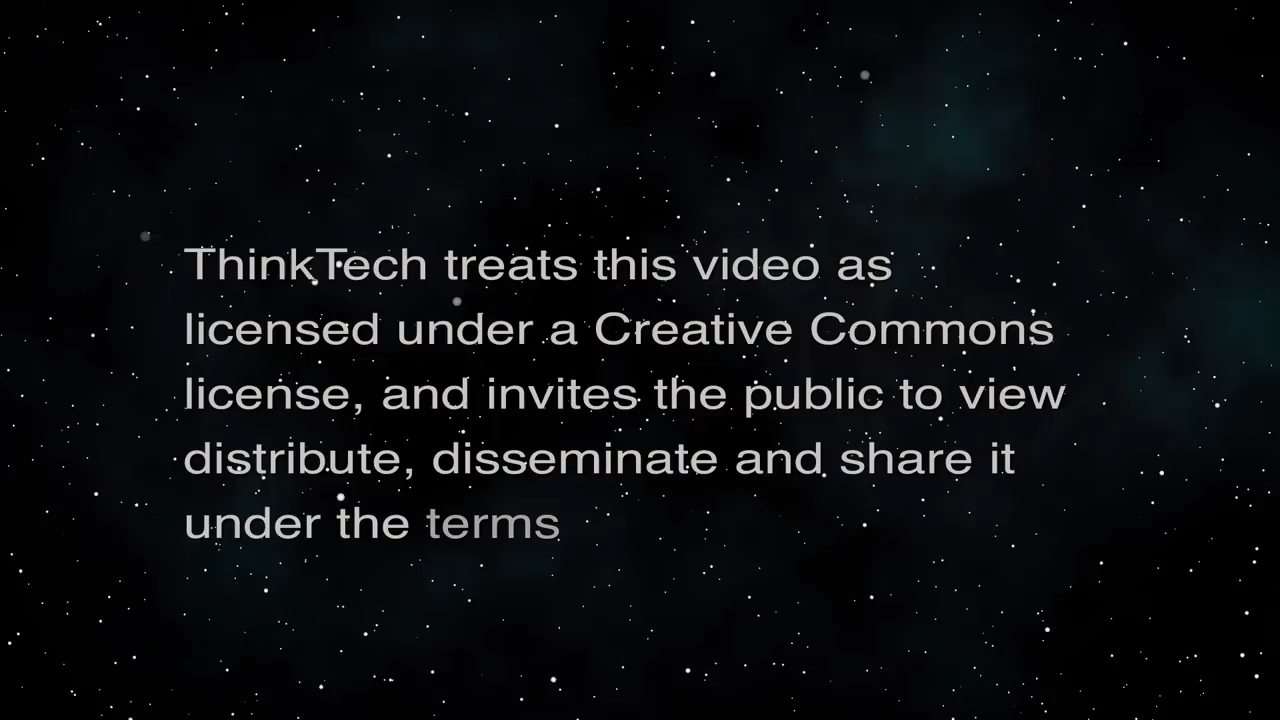 ThinkTech treats this video as
licensed under a Creative Commons
license, and invites the public to view
distribute, disseminate and share it
under the terms